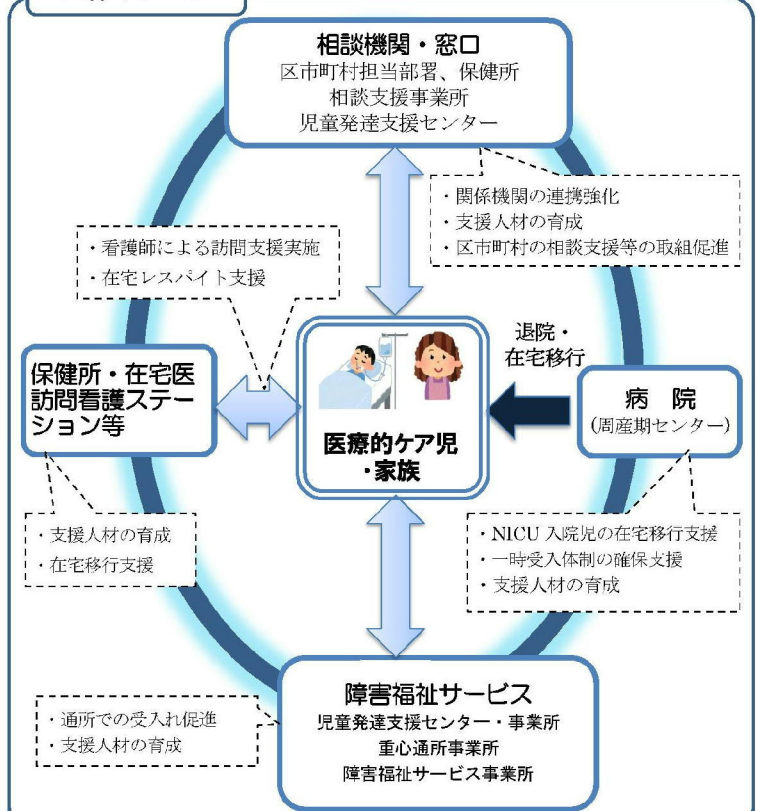 相談機関・窓口
区市町村担当部署、保健所
相談支援事業所
児童発達支援センター
・関係機関の連携強化
・支援人材の育成
・区市町村の相談支援等の取組促進
・看護師による訪問支援実施
・在宅レスパイト支援
退院・
在宅移行
保健所・在宅医
訪問看護ステー
ション等
医療的ケア児
・家族
病　院
(周産期センター)
・支援人材の育成
・在宅移行支援
・NICU 入院児の在宅移行支援
・一時受入体制の確保支援
・支援人材の育成
障害福祉サービス
児童発達支援センター・事業所
重心通所事業所
障害福祉サービス事業所
・通所での受入れ促進
・支援人材の育成